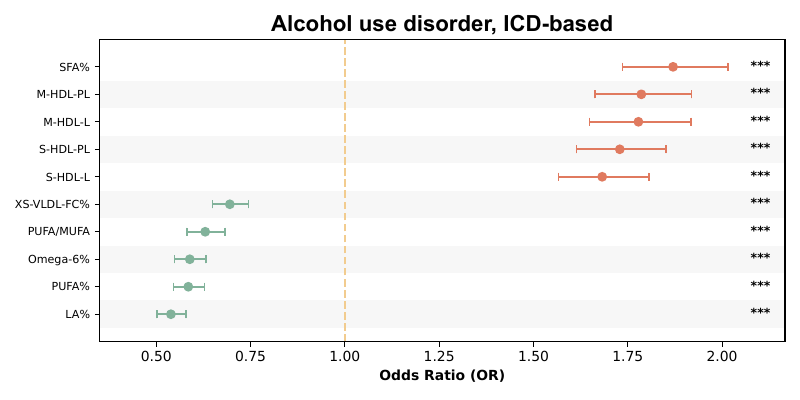 Alcohol use disorder, ICD-based
SFA% ***
M-HDL-PL ***
M-HDL-L ***
S-HDL-PL ***
S-HDL-L ***
XS-VLDL-FC% ***
PUFA/MUFA ***
Omega-6% ***
PUFA% ***
LA% ***
0.50 0.75 1.00 1.25 1.50 1.75 2.00
Odds Ratio (OR)